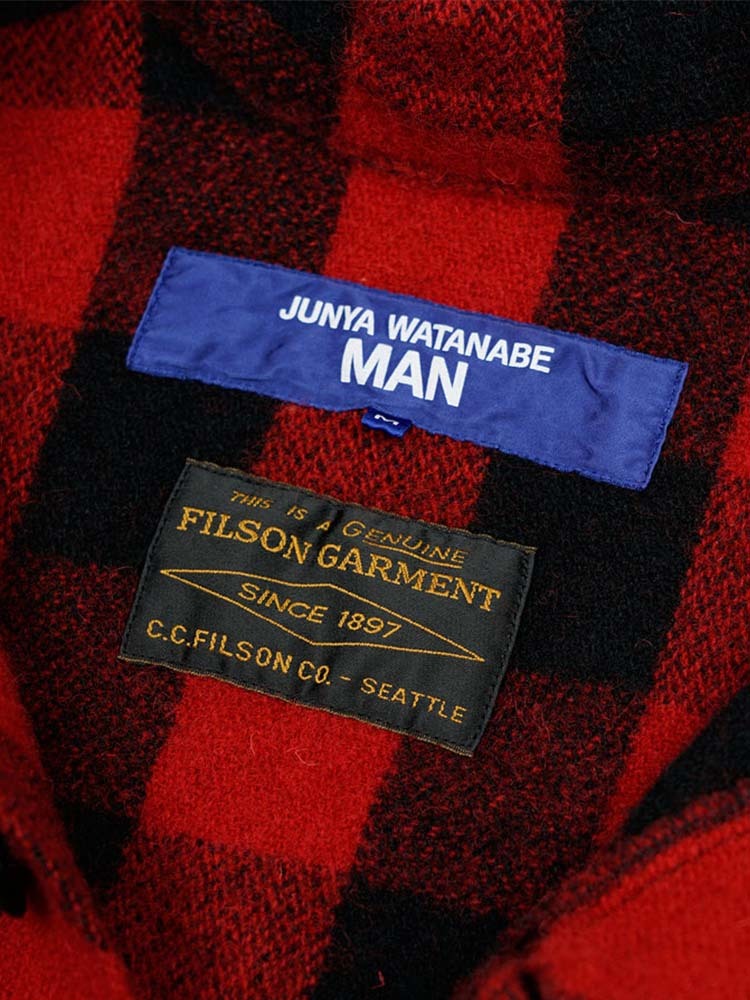 JUNYA WATANABE
MAN
M
THIS IS A GENUINE
FILSON GARMENT
SINCE 1897
C.C.FILSON CO. - SEATTLE